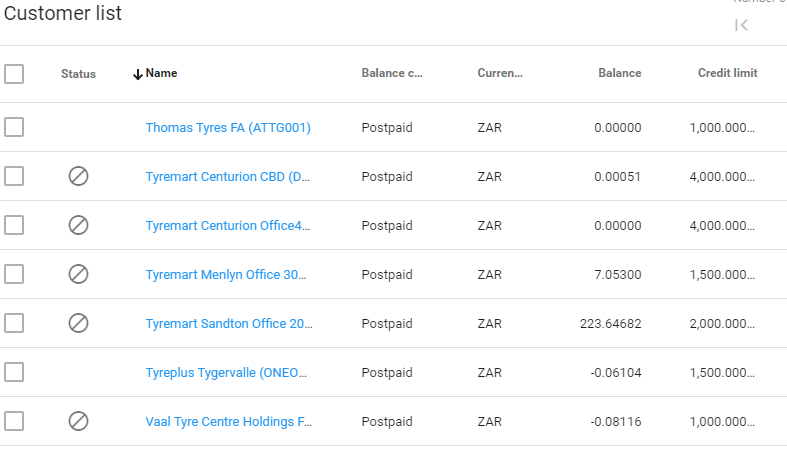 Customer list
Status Name Balance c... Curren... Balance Credit limit
Thomas Tyres FA (ATTG001) Postpaid ZAR 0.00000 1,000.000...
Tyremart Centurion CBD (D... Postpaid ZAR 0.00051 4,000.000...
Tyremart Centurion Office4... Postpaid ZAR 0.00000 4,000.000...
Tyremart Menlyn Office 30... Postpaid ZAR 7.05300 1,500.000...
Tyremart Sandton Office 20... Postpaid ZAR 223.64682 2,000.000...
Tyreplus Tygervalle (ONEO... Postpaid ZAR -0.06104 1,500.000...
Vaal Tyre Centre Holdings F... Postpaid ZAR -0.08116 1,000.000...